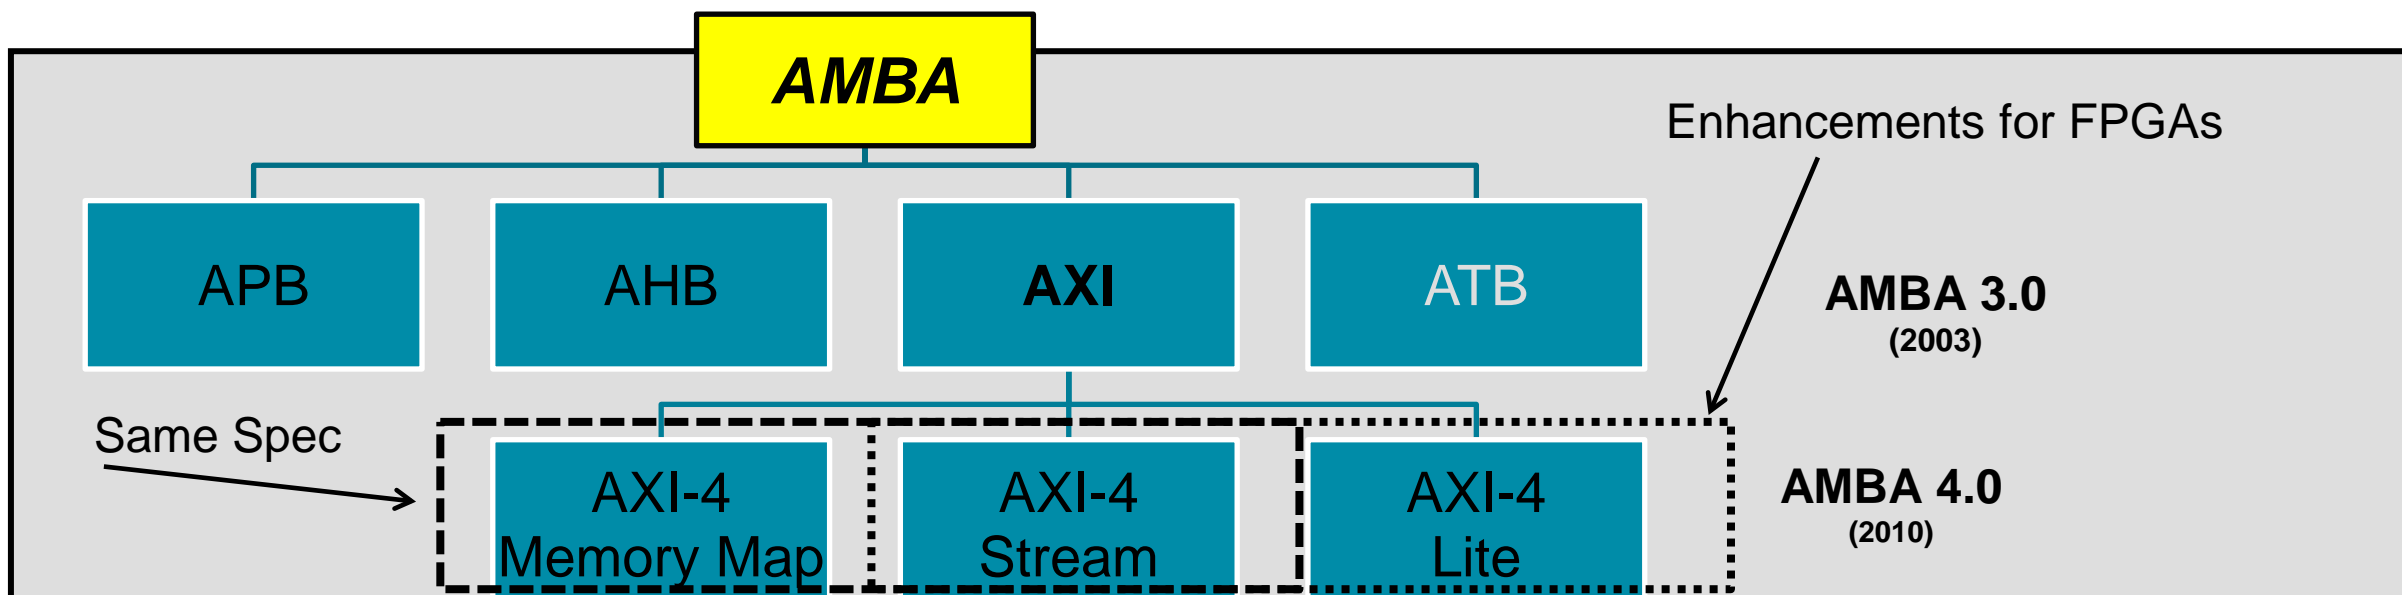 AMBA
Enhancements for FPGAs
APB
AHB
AXI
ATB
AMBA 3.0
(2003)
Same Spec
AXI-4
Memory Map
AXI-4
Stream
AXI-4
Lite
AMBA 4.0
(2010)